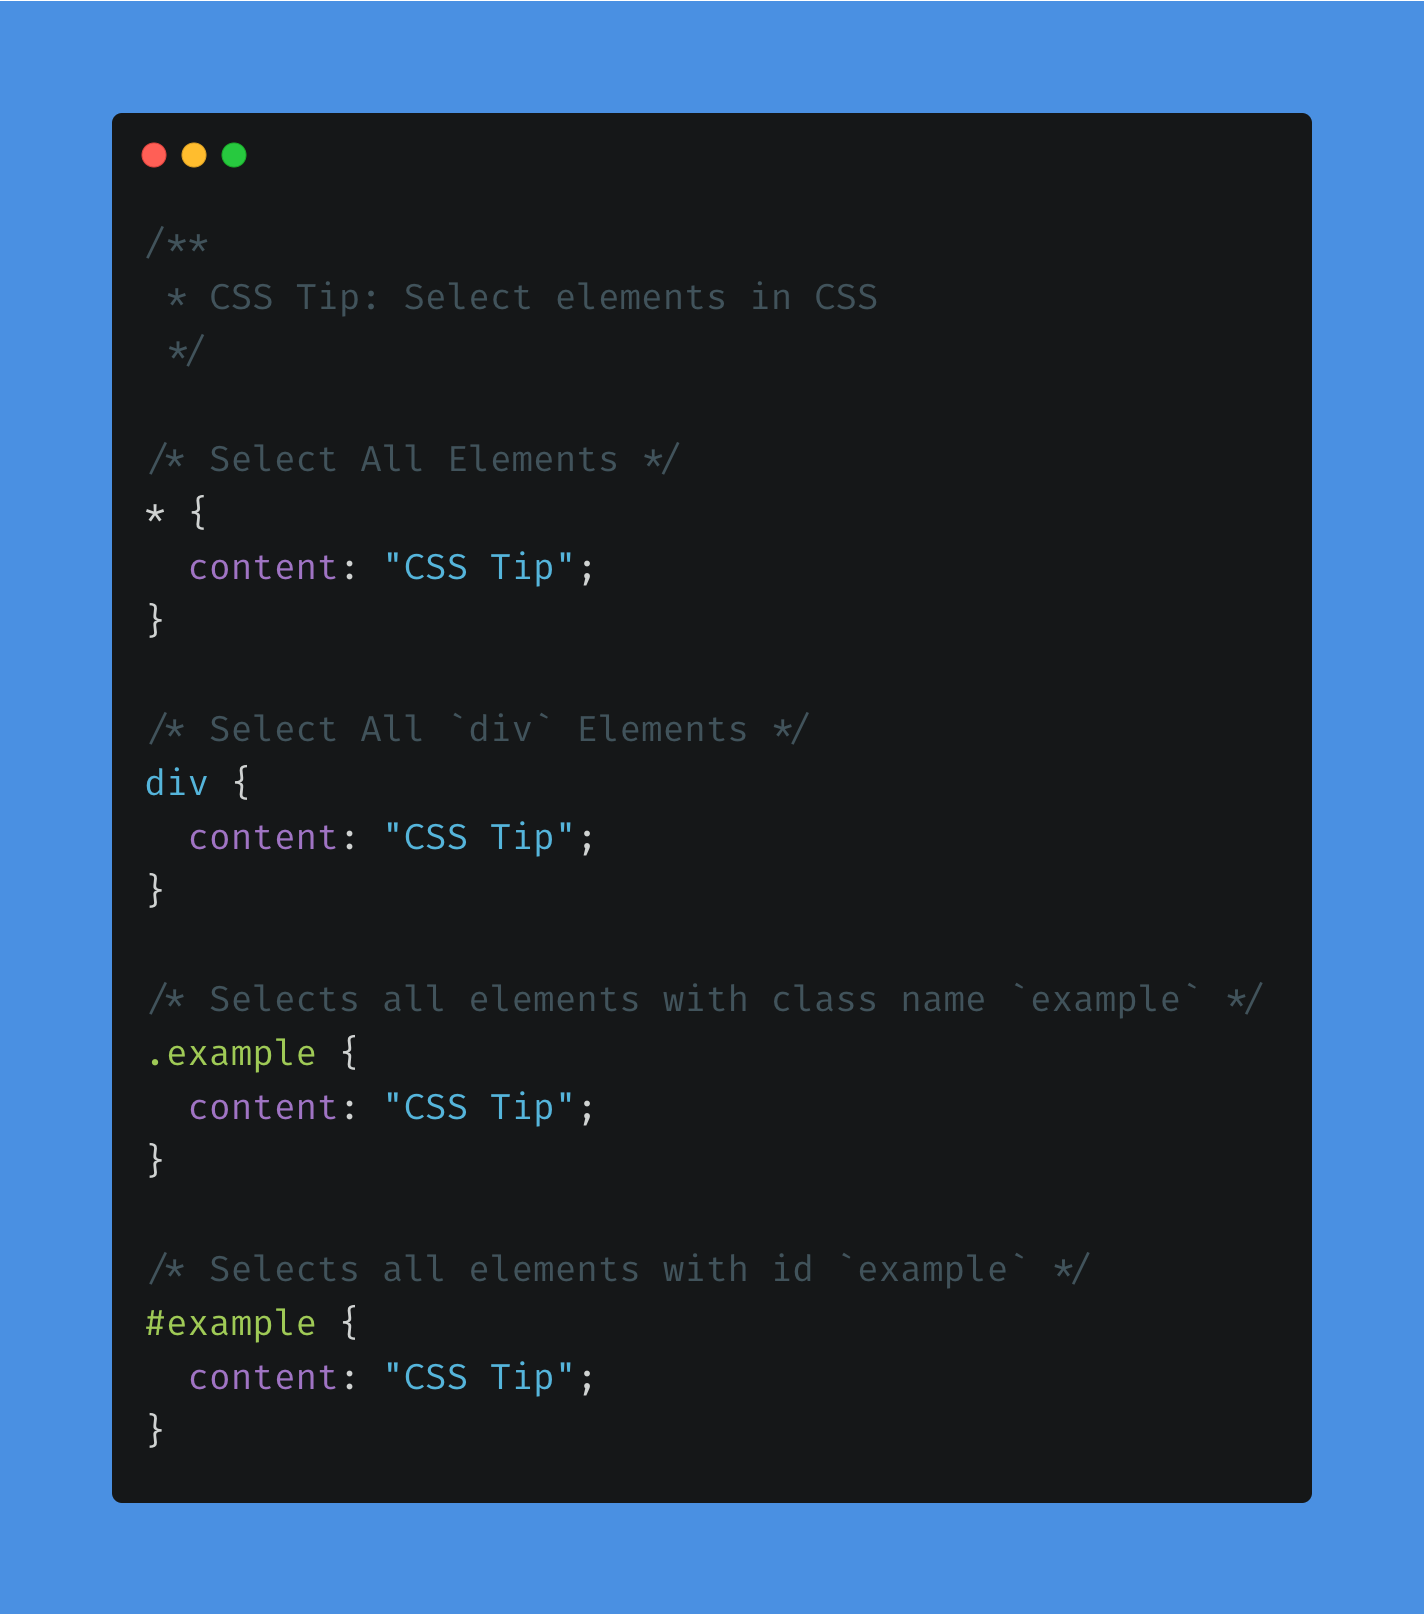 /**
 * CSS Tip: Select elements in CSS
 */

/* Select All Elements */
* {
  content: "CSS Tip";
}

/* Select All `div` Elements */
div {
  content: "CSS Tip";
}

/* Selects all elements with class name `example` */
.example {
  content: "CSS Tip";
}

/* Selects all elements with id `example` */
#example {
  content: "CSS Tip";
}